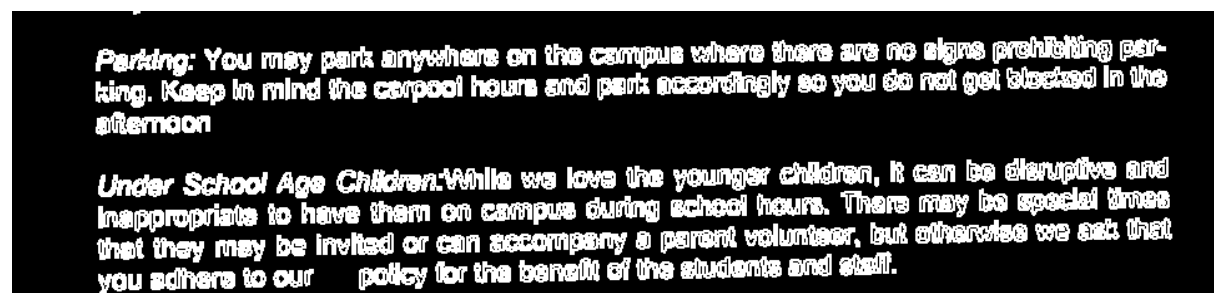 Parking: You may park anywhere on the campus where there are no signs prohibiting par-
king. Keep in mind the carpool hours and park accordingly so you do not get blocked in the
afternoon
Under School Age Children:While we love the younger children, it can be disruptive and
inappropriate to have them on campus during school hours. There may be special times
that they may be invited or can accompany a parent volunteer, but otherwise we ask that
you adhere to our policy for the benefit of the students and staff.